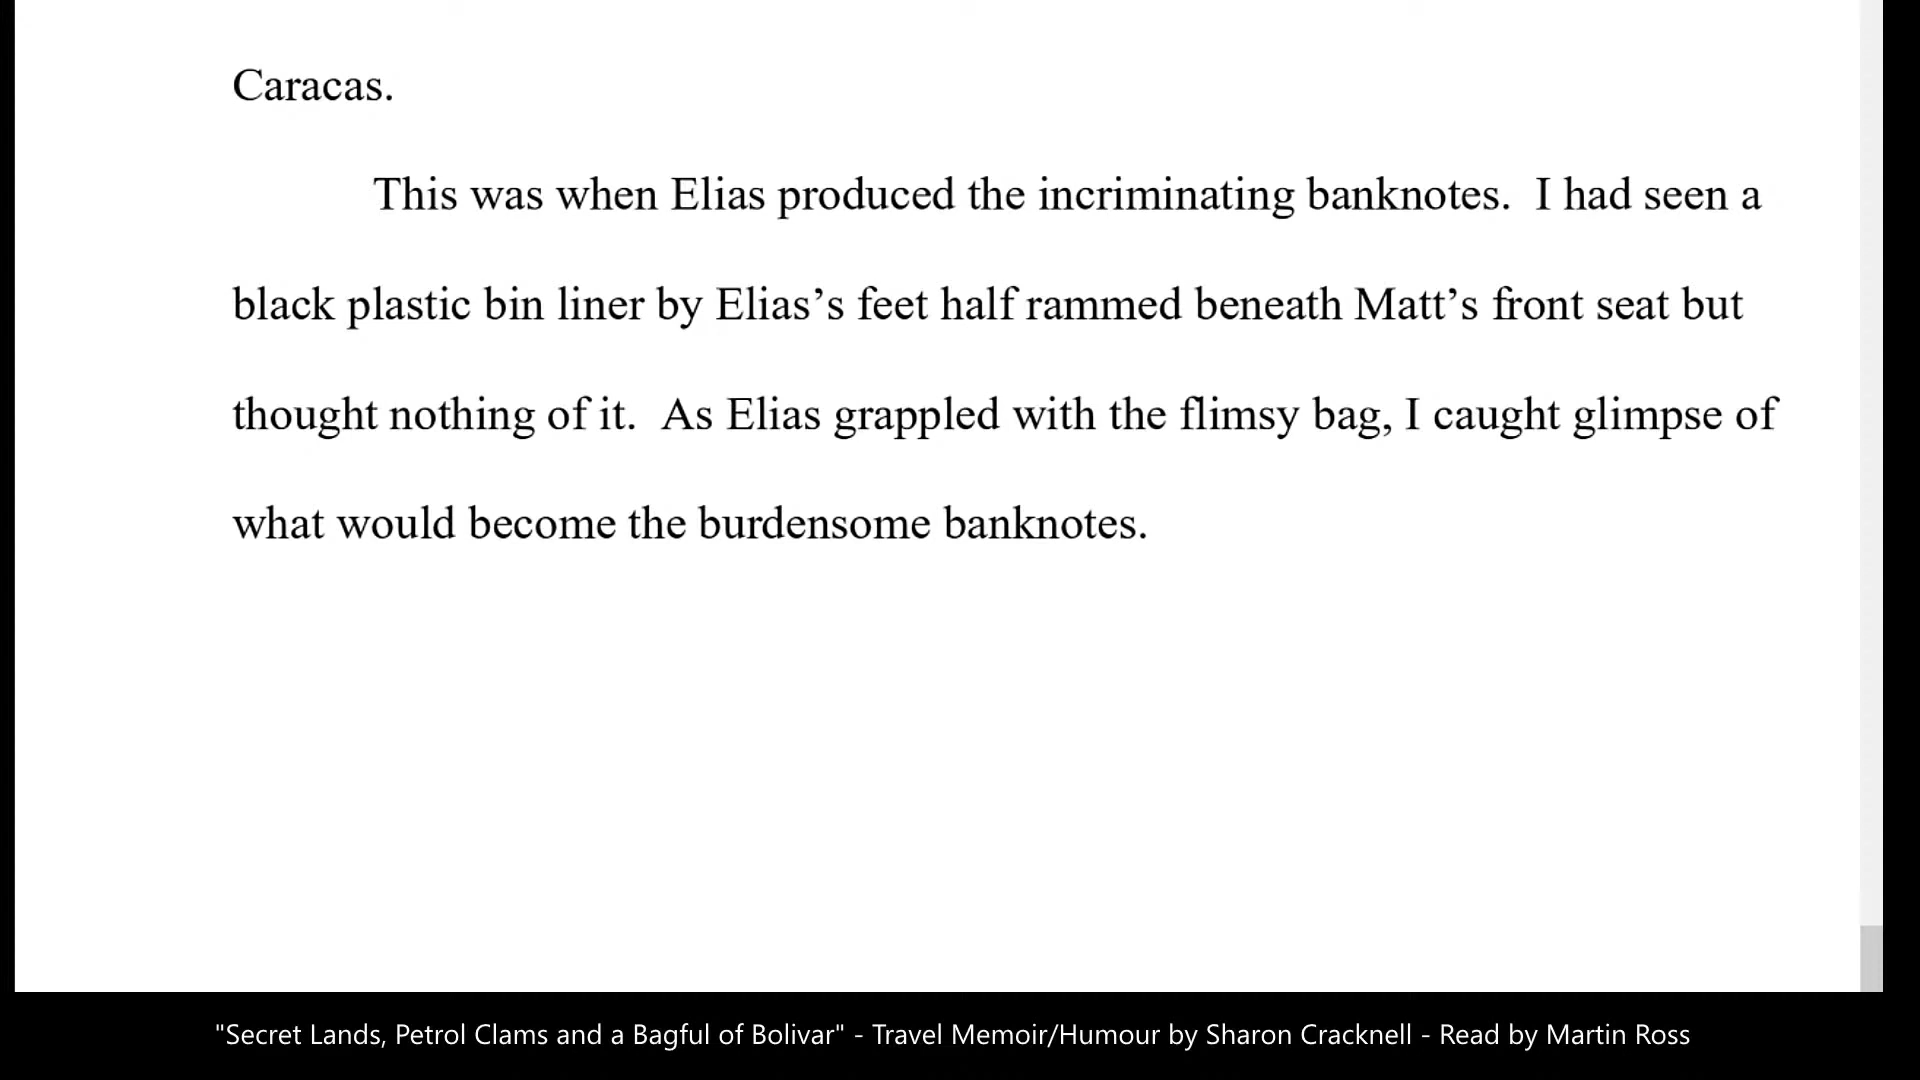 Caracas.
This was when Elias produced the incriminating banknotes.  I had seen a
black plastic bin liner by Elias’s feet half rammed beneath Matt’s front seat but
thought nothing of it.  As Elias grappled with the flimsy bag, I caught glimpse of
what would become the burdensome banknotes.
"Secret Lands, Petrol Clams and a Bagful of Bolivar" - Travel Memoir/Humour by Sharon Cracknell - Read by Martin Ross